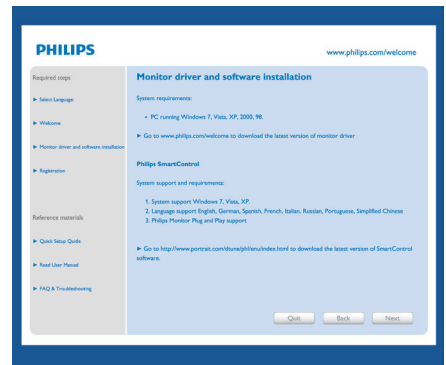 PHILIPS
www.philips.com/welcome
Required steps
Select Language
Welcome
Monitor driver and software installation
Registration
Reference materials
Quick Setup Guide
Read User Manual
FAQ & Troubleshooting
Monitor driver and software installation
System requirements:
• PC running Windows 7, Vista, XP, 2000, 98.
Go to www.philips.com/welcome to download the latest version of monitor driver
Philips SmartControl
System support and requirements:
1. System support Windows 7, Vista, XP.
2. Language support English, German, Spanish, French, Italian, Russian, Portuguese, Simplified Chinese
3. Philips Monitor Plug and Play support
Go to http://www.portrait.com/dtune/phl/enu/index.html to download the latest version of SmartControl
software.
Quit
Back
Next